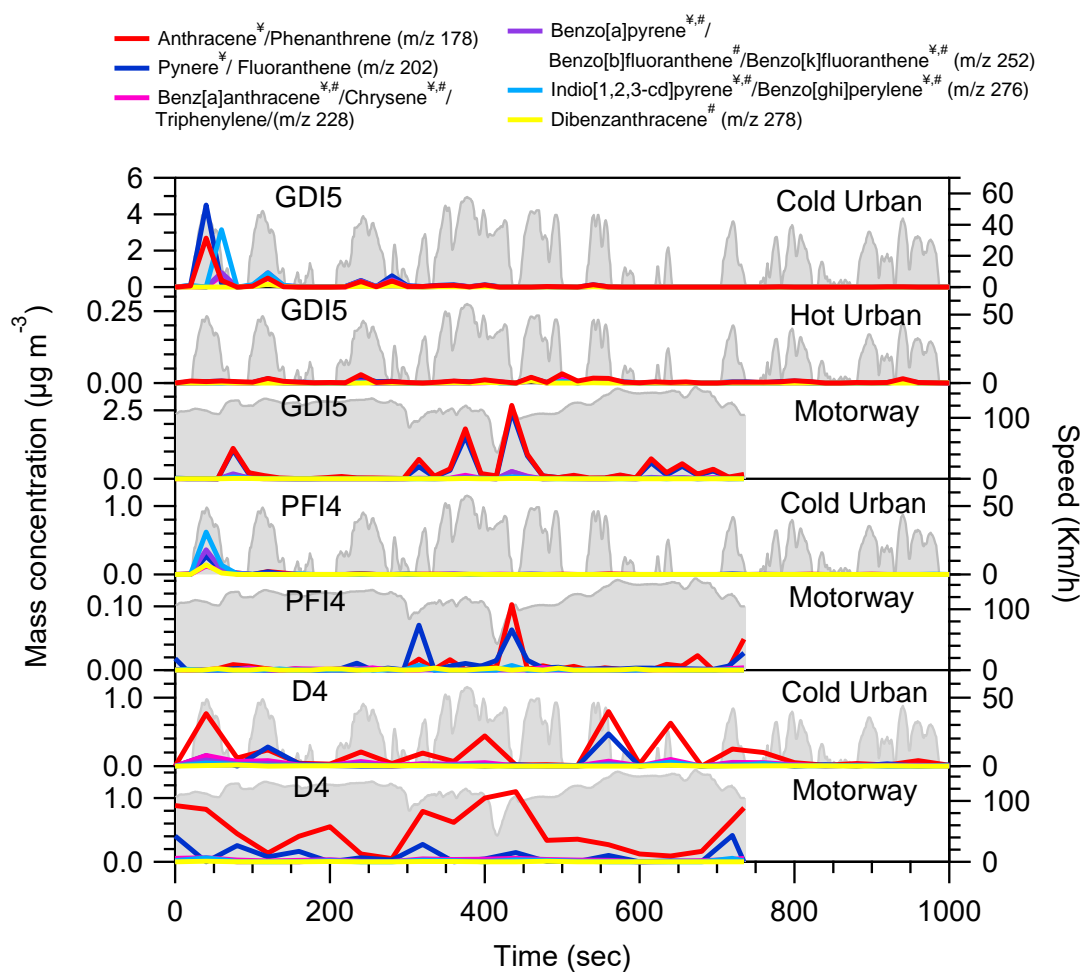 Anthracene¥/Phenanthrene (m/z 178)
Pynere¥/ Fluoranthene (m/z 202)
Benz[a]anthracene¥,#/Chrysene¥,#/
Triphenylene/(m/z 228)
Benzo[a]pyrene¥,#/
Benzo[b]fluoranthene#/Benzo[k]fluoranthene¥,# (m/z 252)
Indio[1,2,3-cd]pyrene¥,#/Benzo[ghi]perylene¥,# (m/z 276)
Dibenzanthracene# (m/z 278)
6
4
2
0
GDI5
Cold Urban
60
40
20
0
0.25
0.00
GDI5
Hot Urban
50
0
2.5
0.0
GDI5
Motorway
100
0
1.0
0.0
PFI4
Cold Urban
50
0
0.10
0.00
PFI4
Motorway
100
0
1.0
0.0
D4
Cold Urban
50
0
1.0
0.0
D4
Motorway
100
0
Mass concentration (µg m-3)
Speed (Km/h)
0 200 400 600 800 1000
Time (sec)